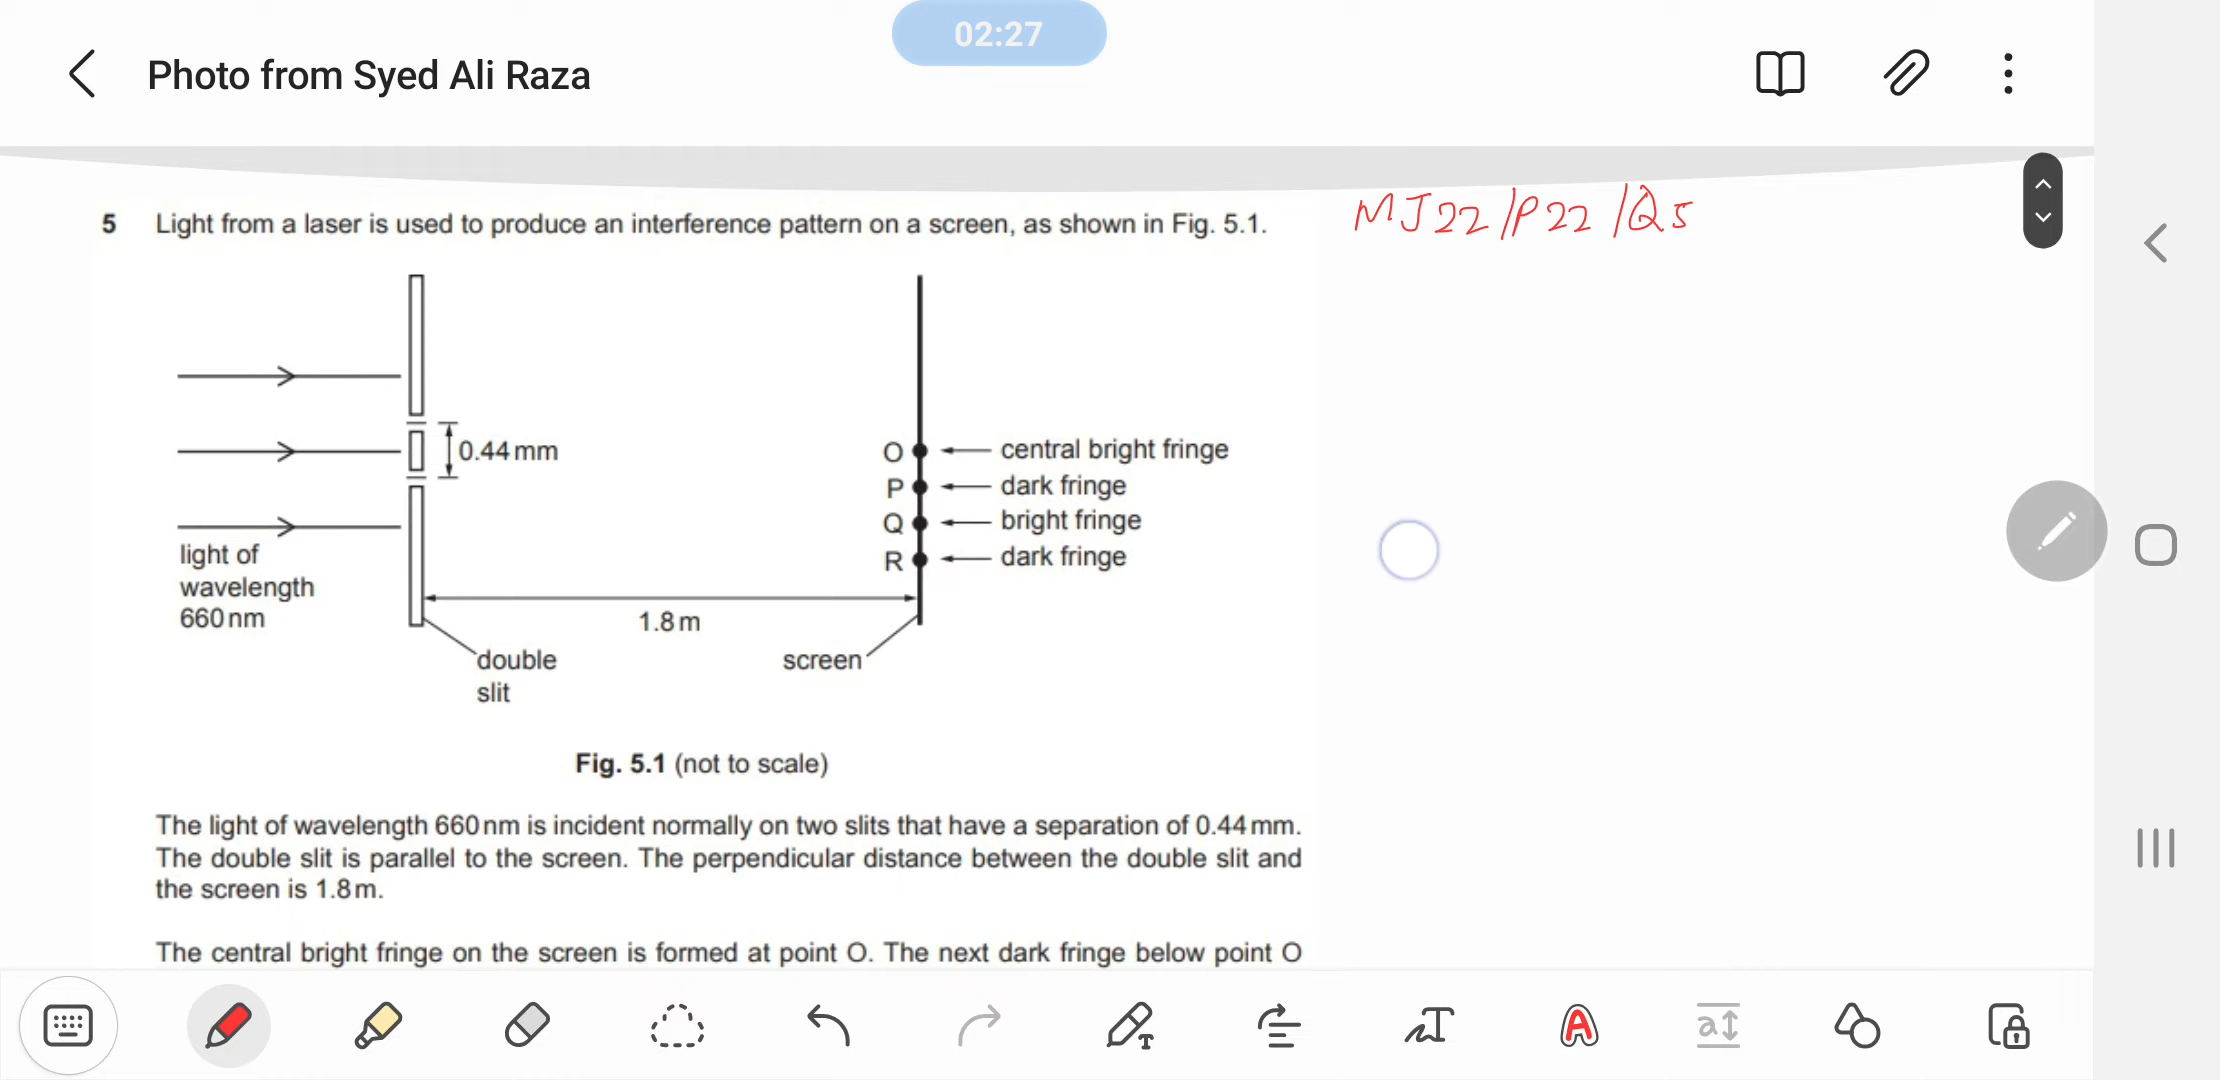 02:27
Photo from Syed Ali Raza
5 Light from a laser is used to produce an interference pattern on a screen, as shown in Fig. 5.1.
MJ22/P22/Q5
0.44 mm
O central bright fringe
P dark fringe
Q bright fringe
R dark fringe
light of
wavelength
660 nm
1.8 m
double
slit
screen
Fig. 5.1 (not to scale)
The light of wavelength 660 nm is incident normally on two slits that have a separation of 0.44 mm.
The double slit is parallel to the screen. The perpendicular distance between the double slit and
the screen is 1.8 m.
The central bright fringe on the screen is formed at point O. The next dark fringe below point O
T
T
A
a